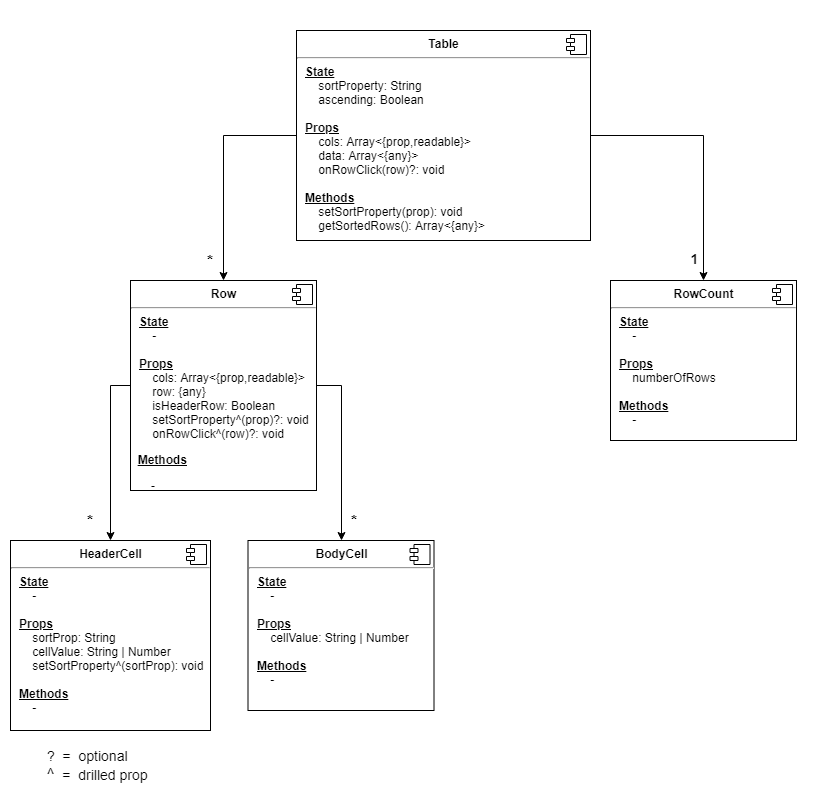 Table
State
sortProperty: String
ascending: Boolean
Props
cols: Array<{prop,readable}>
data: Array<{any}>
onRowClick(row)?: void
Methods
setSortProperty(prop): void
getSortedRows(): Array<{any}>
*
1
Row
State
-
Props
cols: Array<{prop,readable}>
row: {any}
isHeaderRow: Boolean
setSortProperty^(prop)?: void
onRowClick^(row)?: void
Methods
-
RowCount
State
-
Props
numberOfRows
Methods
-
*
*
HeaderCell
State
-
Props
sortProp: String
cellValue: String | Number
setSortProperty^(sortProp): void
Methods
-
BodyCell
State
-
Props
cellValue: String | Number
Methods
-
? = optional
^ = drilled prop